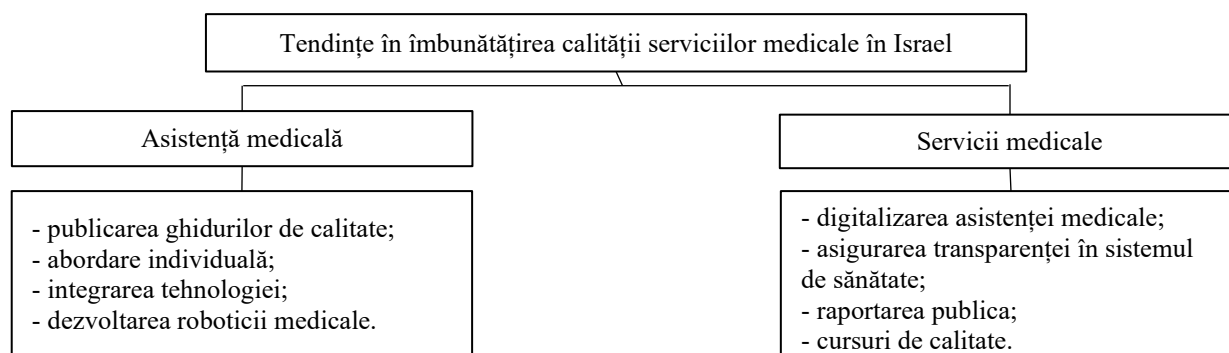 Tendințe în îmbunătățirea calității serviciilor medicale în Israel
Asistență medicală
Servicii medicale
- publicarea ghidurilor de calitate;
- abordare individuală;
- integrarea tehnologiei;
- dezvoltarea roboticii medicale.
- digitalizarea asistenței medicale;
- asigurarea transparenței în sistemul
de sănătate;
- raportarea publica;
- cursuri de calitate.